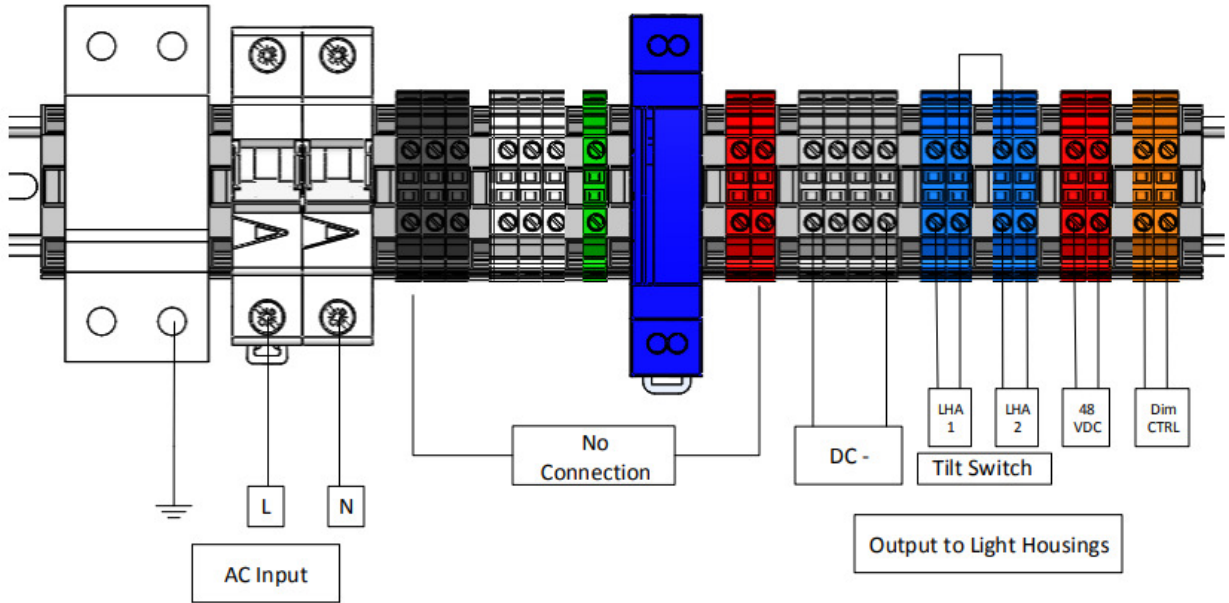 LHA
1
LHA
2
48
VDC
Dim
CTRL
No
Connection
DC -
Tilt Switch
L
N
Output to Light Housings
AC Input